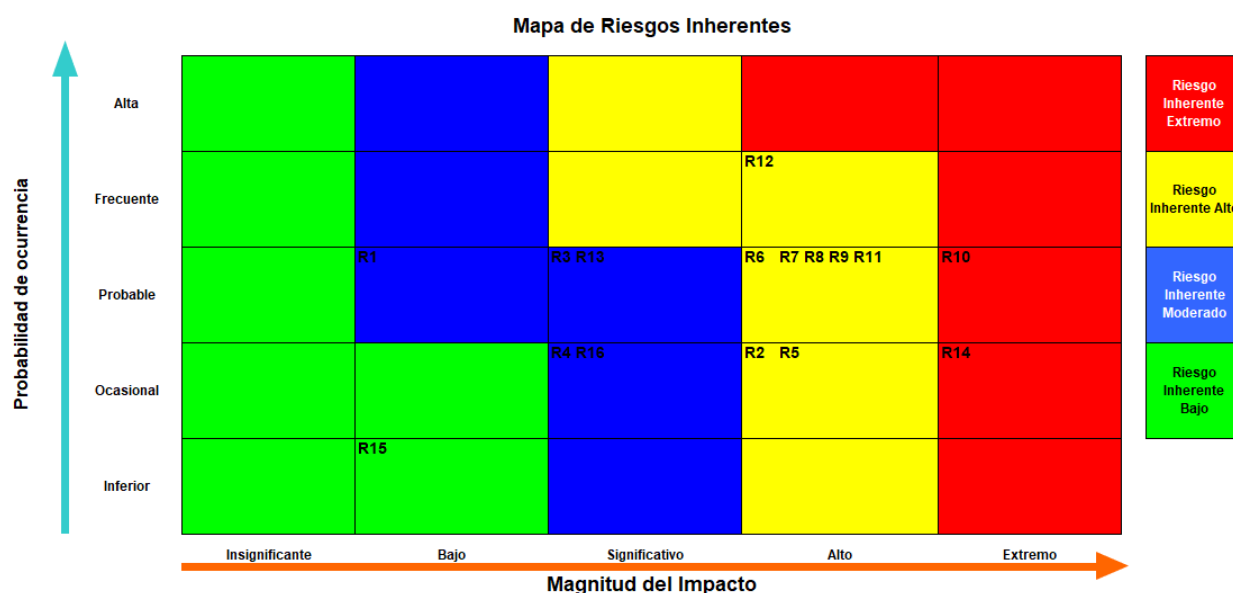 Mapa de Riesgos Inherentes
Probabilidad de ocurrencia
Alta
Frecuente
R12
Probable
R1
R3 R13
R6 R7 R8 R9 R11
R10
Ocasional
R4 R16
R2 R5
R14
Inferior
R15
Insignificante
Bajo
Significativo
Alto
Extremo
Magnitud del Impacto
Riesgo
Inherente
Extremo
Riesgo
Inherente Alto
Riesgo
Inherente
Moderado
Riesgo
Inherente
Bajo